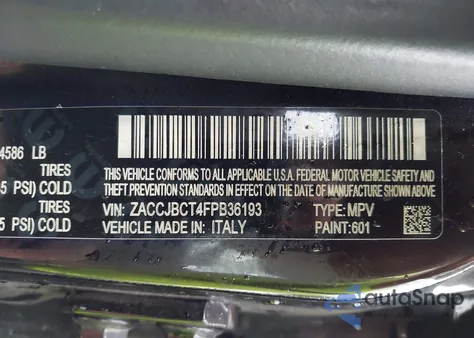 4586 LB
TIRES
5 PSI) COLD
TIRES
5 PSI) COLD
THIS VEHICLE CONFORMS TO ALL APPLICABLE U.S.A. FEDERAL MOTOR VEHICLE SAFETY AND
THEFT PREVENTION STANDARDS IN EFFECT ON THE DATE OF MANUFACTURE SHOWN ABOVE.
VIN: ZACCJBCT4FPB36193 TYPE: MPV
VEHICLE MADE IN: ITALY PAINT: 601
autoSnap